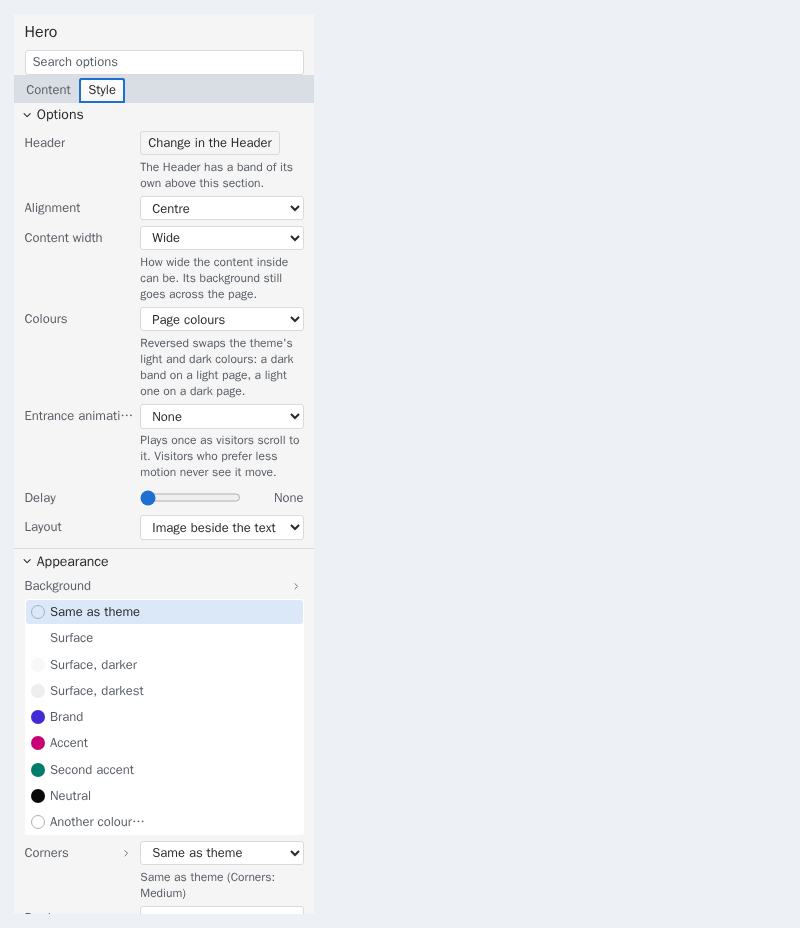 Hero
Search options
Content Style
Options
Header Change in the Header
The Header has a band of its
own above this section.
Alignment Centre
Content width Wide
How wide the content inside
can be. Its background still
goes across the page.
Colours Page colours
Reversed swaps the theme's
light and dark colours: a dark
band on a light page, a light
one on a dark page.
Entrance animati… None
Plays once as visitors scroll to
it. Visitors who prefer less
motion never see it move.
Delay None
Layout Image beside the text
Appearance
Background
Same as theme
Surface
Surface, darker
Surface, darkest
Brand
Accent
Second accent
Neutral
Another colour…
Corners Same as theme
Same as theme (Corners:
Medium)